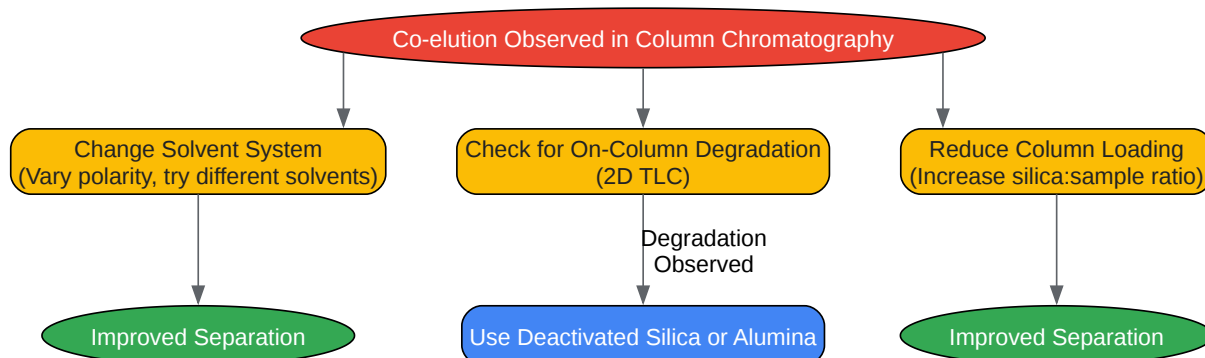 Co-elution Observed in Column Chromatography
Change Solvent System
(Vary polarity, try different solvents)
Check for On-Column Degradation
(2D TLC)
Reduce Column Loading
(Increase silica:sample ratio)
Degradation
Observed
Improved Separation
Use Deactivated Silica or Alumina
Improved Separation